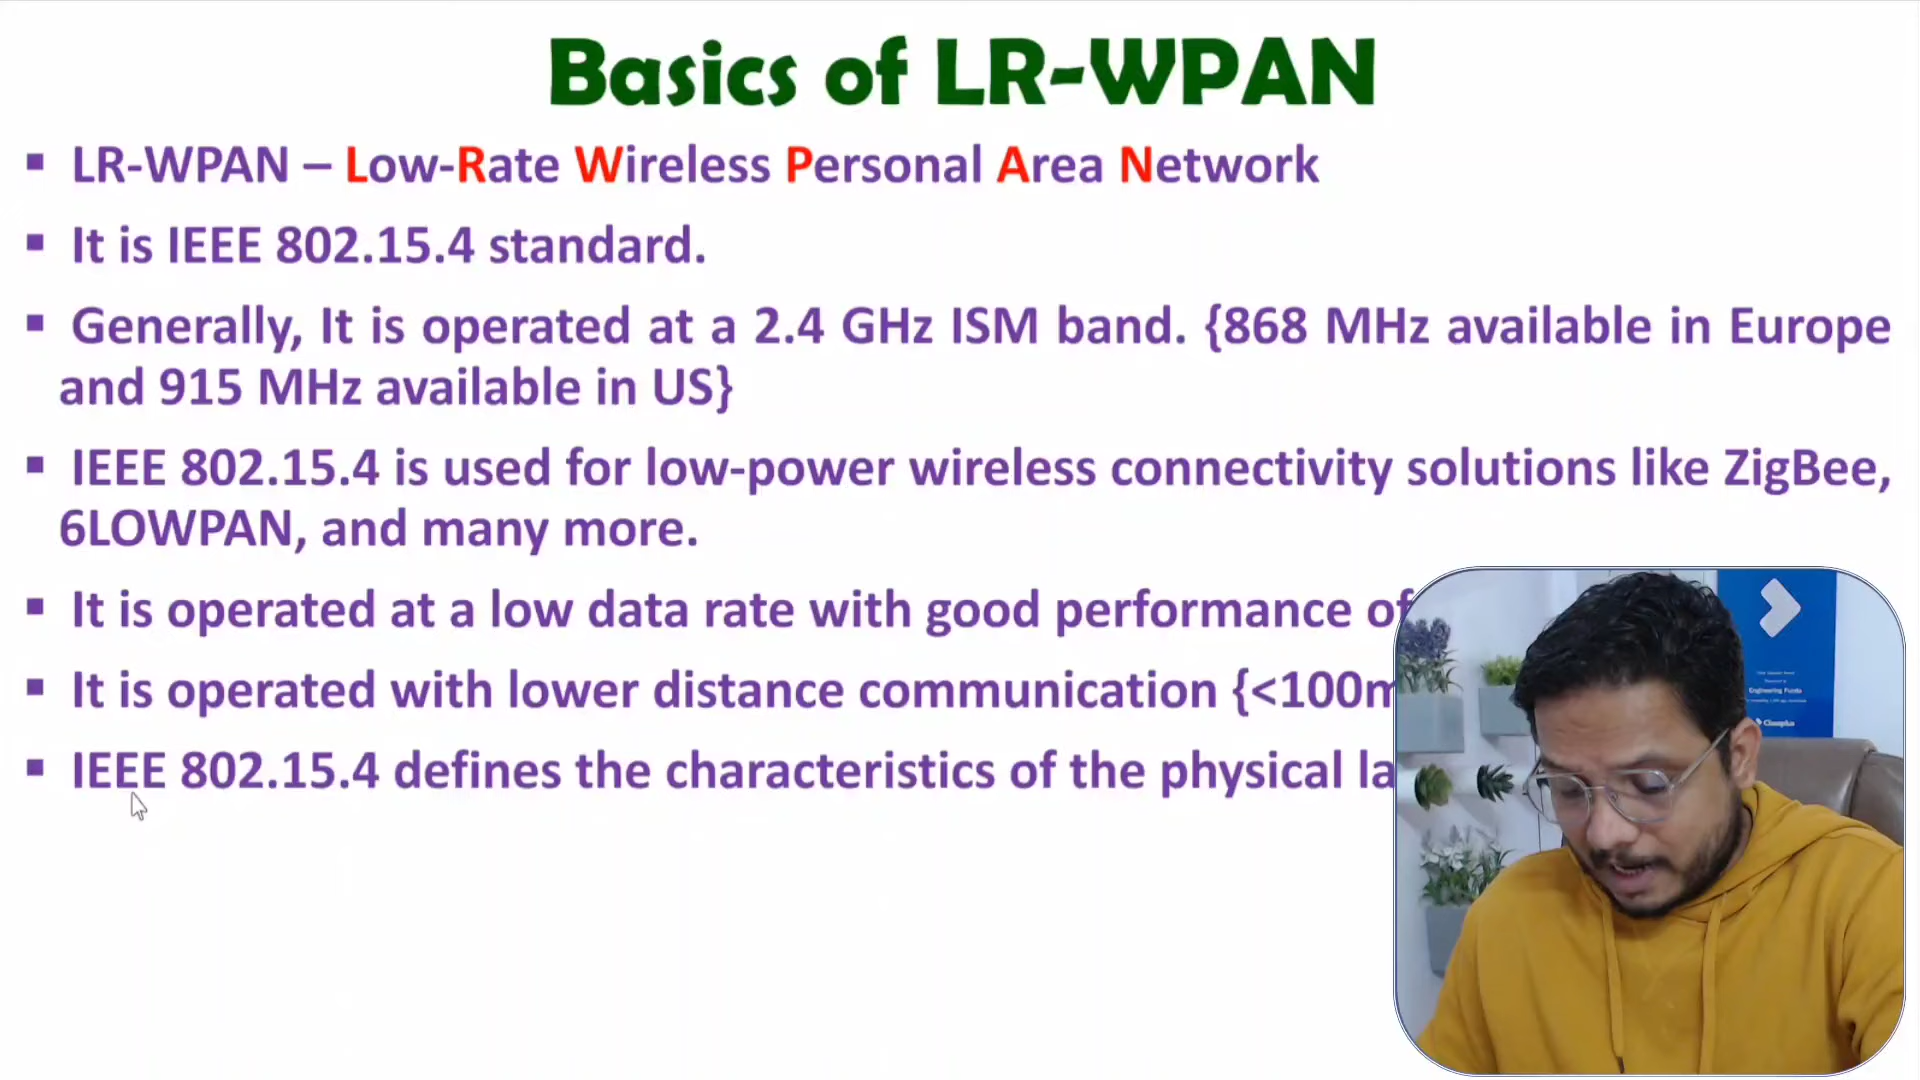 Basics of LR-WPAN
▪ LR-WPAN – Low-Rate Wireless Personal Area Network
▪ It is IEEE 802.15.4 standard.
▪ Generally, It is operated at a 2.4 GHz ISM band. {868 MHz available in Europe
and 915 MHz available in US}
▪ IEEE 802.15.4 is used for low-power wireless connectivity solutions like ZigBee,
6LOWPAN, and many more.
▪ It is operated at a low data rate with good performance of
▪ It is operated with lower distance communication {<100m
▪ IEEE 802.15.4 defines the characteristics of the physical la
Engineering Funda
Classplus